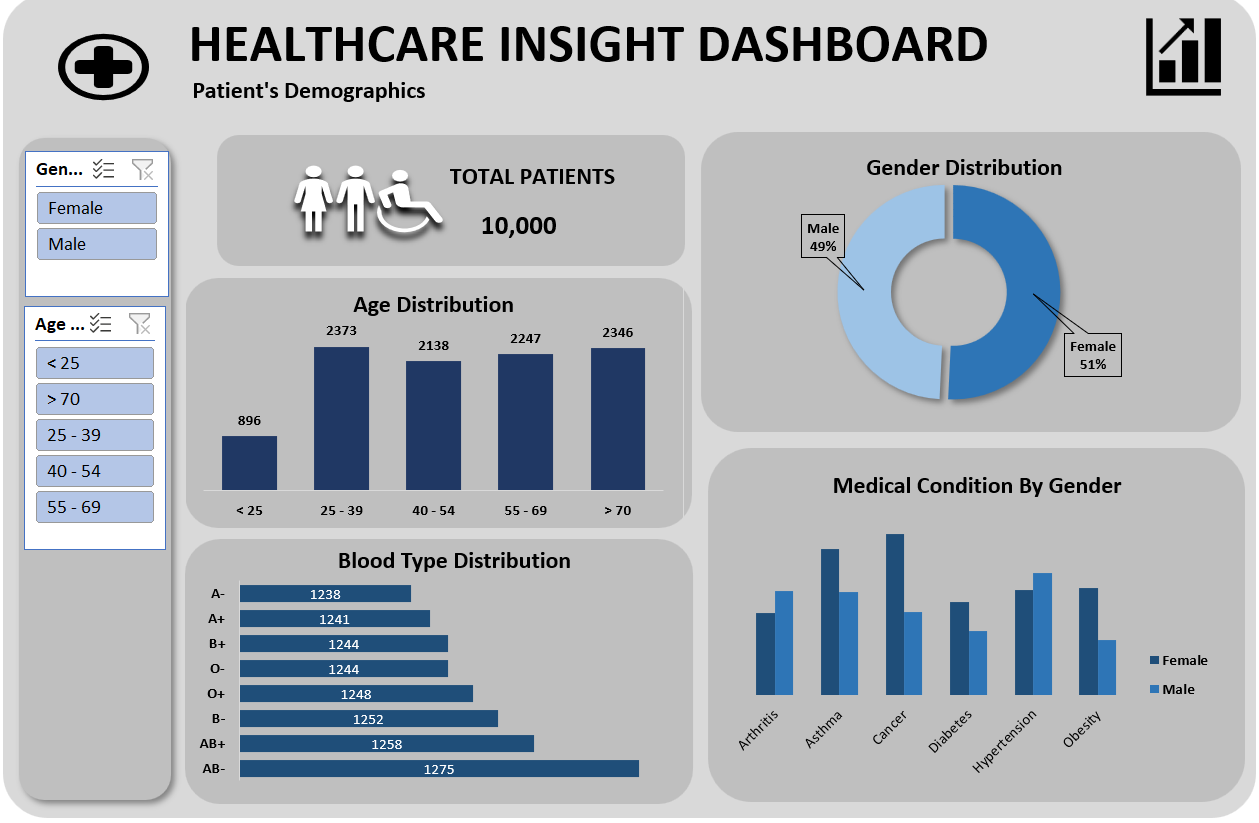 HEALTHCARE INSIGHT DASHBOARD
Patient's Demographics
Gen...
Female
Male
Age ...
< 25
> 70
25 - 39
40 - 54
55 - 69
TOTAL PATIENTS
10,000
Age Distribution
896
2373
2138
2247
2346
< 25
25 - 39
40 - 54
55 - 69
> 70
Blood Type Distribution
A- 1238
A+ 1241
B+ 1244
O- 1244
O+ 1248
B- 1252
AB+ 1258
AB- 1275
Gender Distribution
Male
49%
Female
51%
Medical Condition By Gender
Arthritis
Asthma
Cancer
Diabetes
Hypertension
Obesity
Female
Male